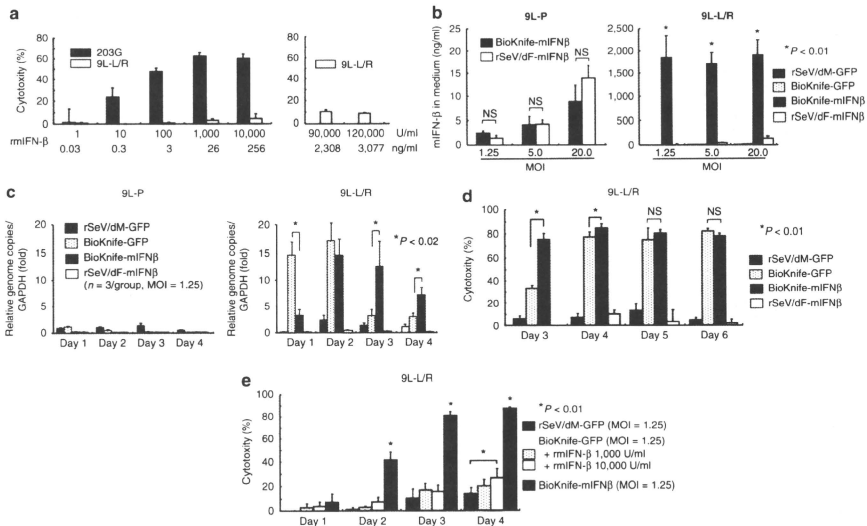 a
Cytotoxity (%)
80
60
40
20
0
203G
9L-L/R
1 10 100 1,000 10,000
rmIFN-β
0.03 0.3 3 26 256
80
60
40
20
0
9L-L/R
90,000 120,000 U/ml
2,308 3,077 ng/ml
b
9L-P
mIFN-β in medium (ng/ml)
25
20
15
10
5
0
BioKnife-mIFNβ
rSeV/dF-mIFNβ
NS
NS
NS
1.25 5.0 20.0
MOI
9L-L/R
2,500
2,000
1,500
1,000
500
0
* * *
1.25 5.0 20.0
MOI
*P < 0.01
rSeV/dM-GFP
BioKnife-GFP
BioKnife-mIFNβ
rSeV/dF-mIFNβ
c
9L-P
Relative genome copies/
GAPDH (fold)
20
15
10
5
0
rSeV/dM-GFP
BioKnife-GFP
BioKnife-mIFNβ
rSeV/dF-mIFNβ
(n = 3/group, MOI = 1.25)
Day 1 Day 2 Day 3 Day 4
9L-L/R
Relative genome copies/
GAPDH (fold)
20
15
10
5
0
*
*
*
*P < 0.02
Day 1 Day 2 Day 3 Day 4
d
9L-L/R
Cytotoxity (%)
100
80
60
40
20
0
*
*
NS
NS
Day 3 Day 4 Day 5 Day 6
*P < 0.01
rSeV/dM-GFP
BioKnife-GFP
BioKnife-mIFNβ
rSeV/dF-mIFNβ
e
9L-L/R
Cytotoxity (%)
100
80
60
40
20
0
*
*
*
*
Day 1 Day 2 Day 3 Day 4
*P < 0.01
rSeV/dM-GFP (MOI = 1.25)
BioKnife-GFP (MOI = 1.25)
+ rmIFN-β 1,000 U/ml
+ rmIFN-β 10,000 U/ml
BioKnife-mIFNβ (MOI = 1.25)